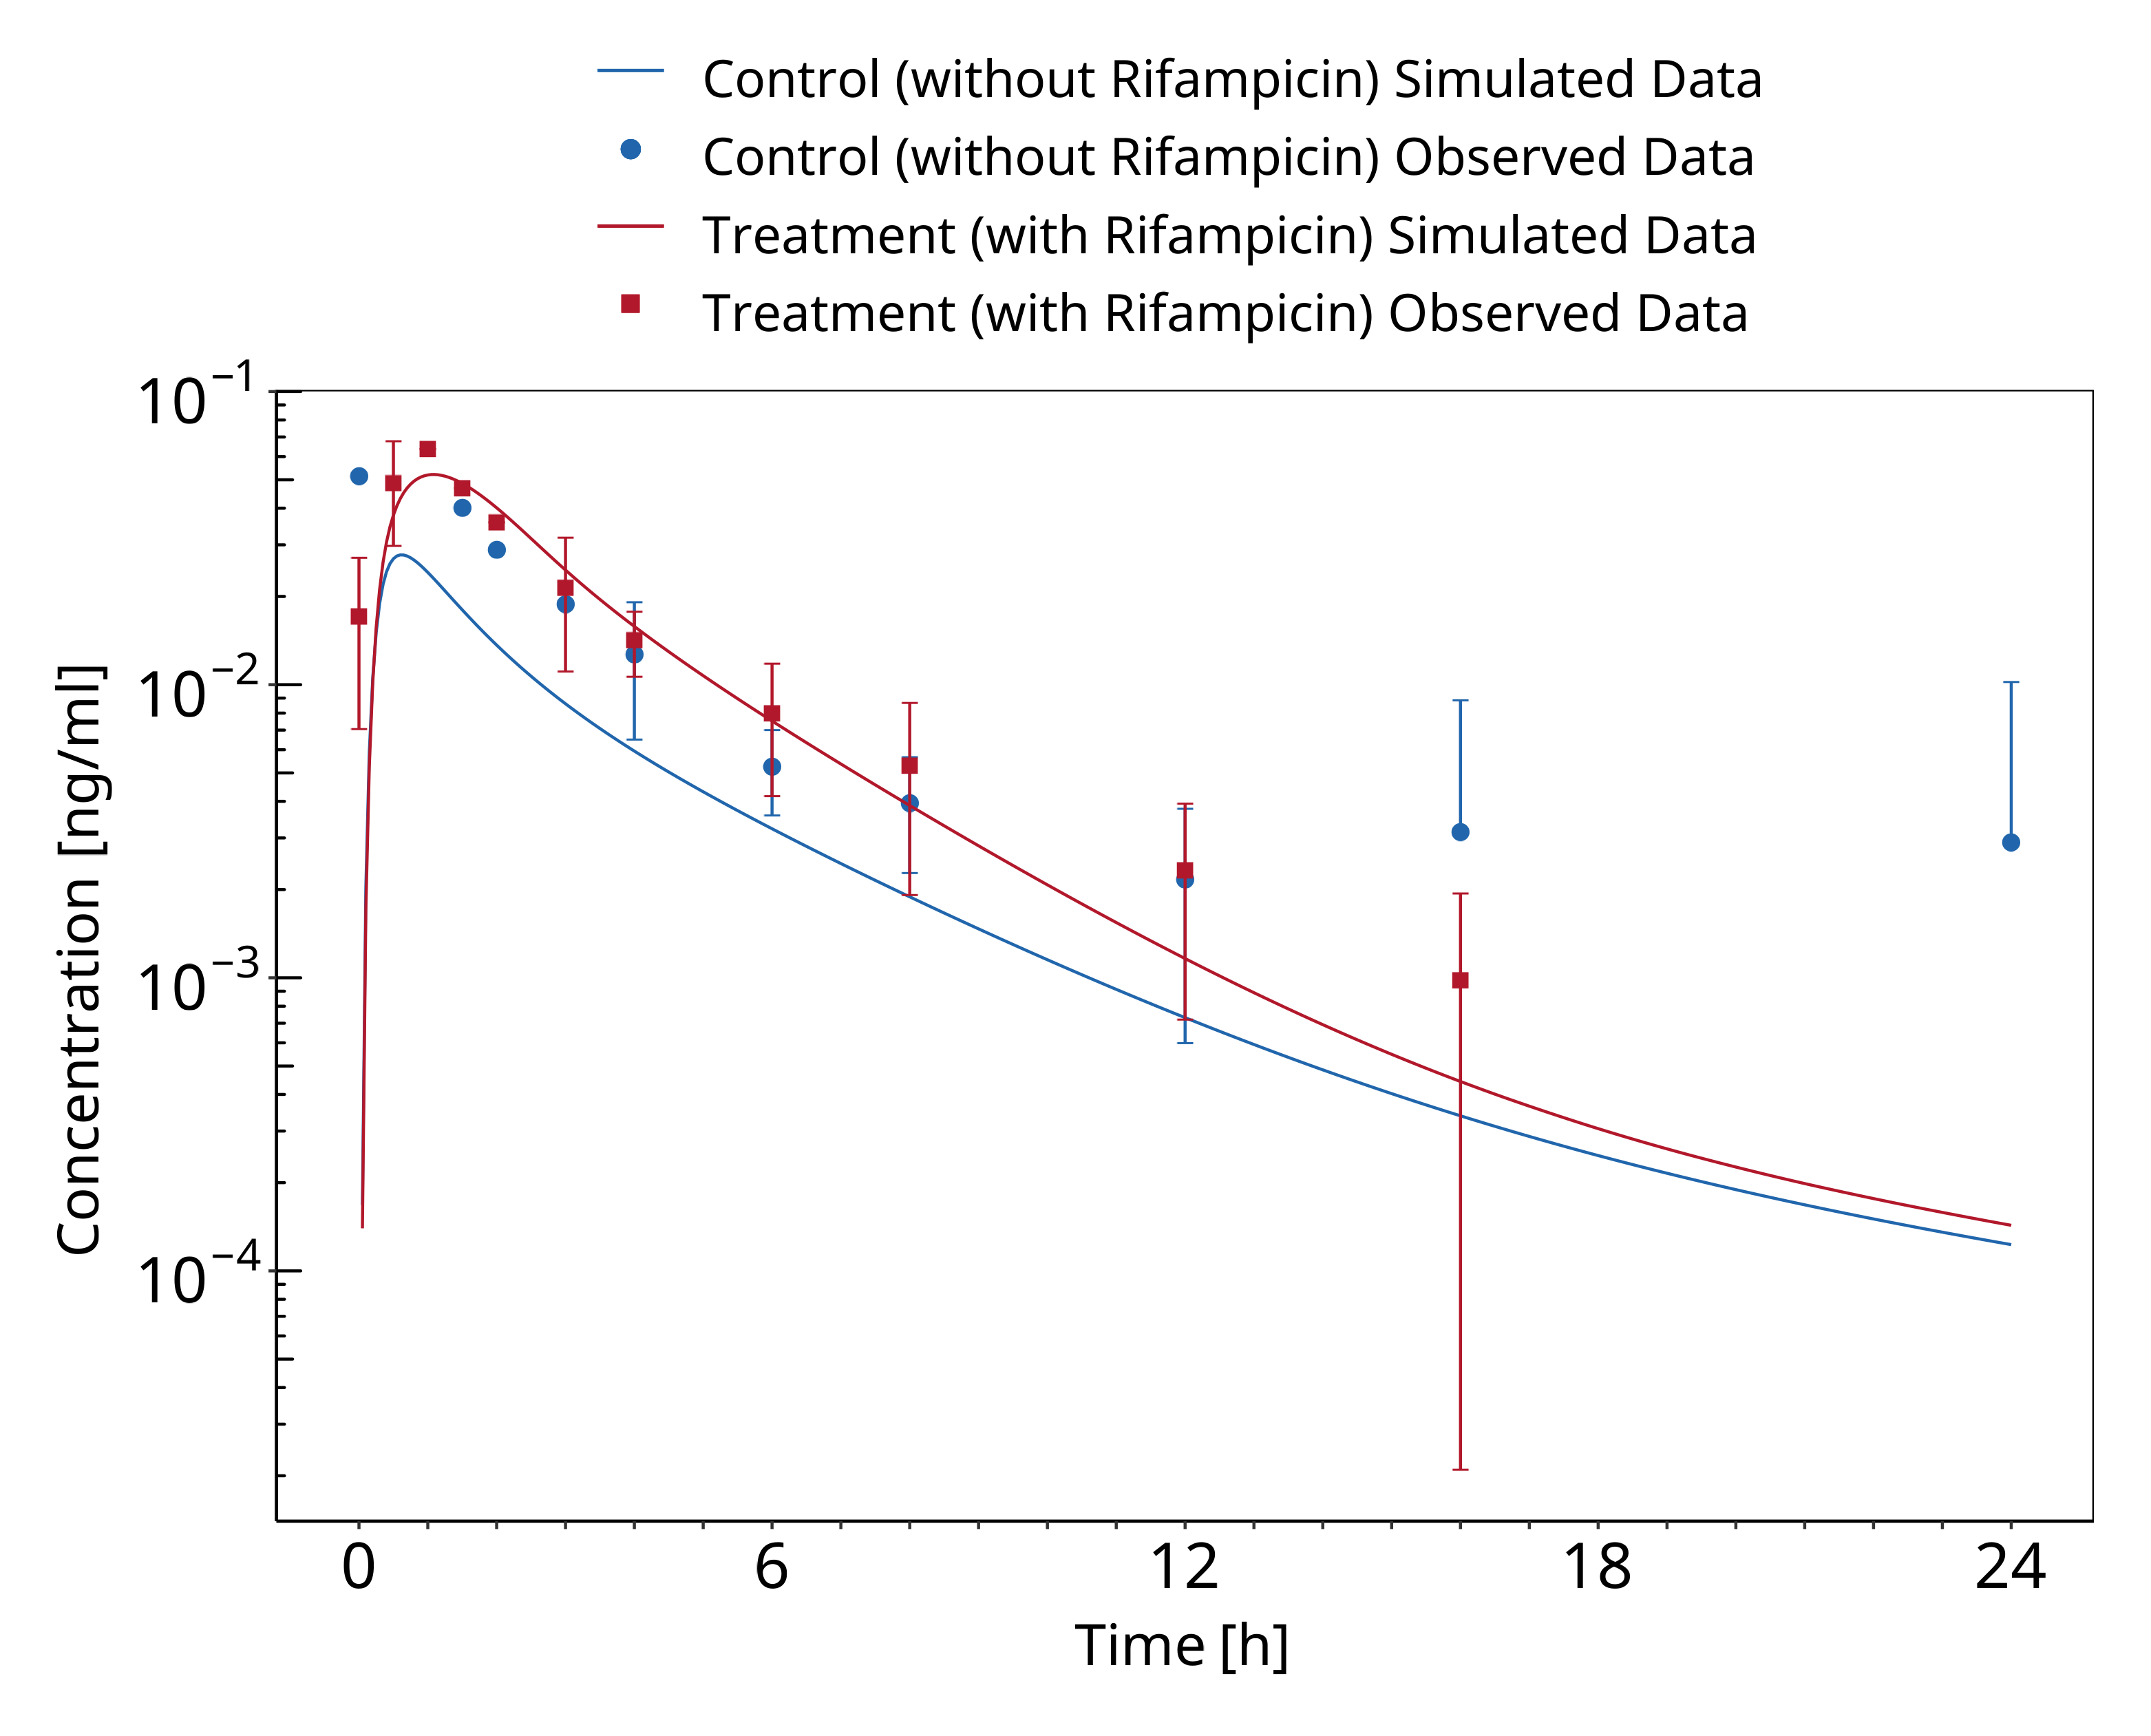 Control (without Rifampicin) Simulated Data
Control (without Rifampicin) Observed Data
Treatment (with Rifampicin) Simulated Data
Treatment (with Rifampicin) Observed Data
Concentration [ng/ml]
10⁻¹
10⁻²
10⁻³
10⁻⁴
0 6 12 18 24
Time [h]